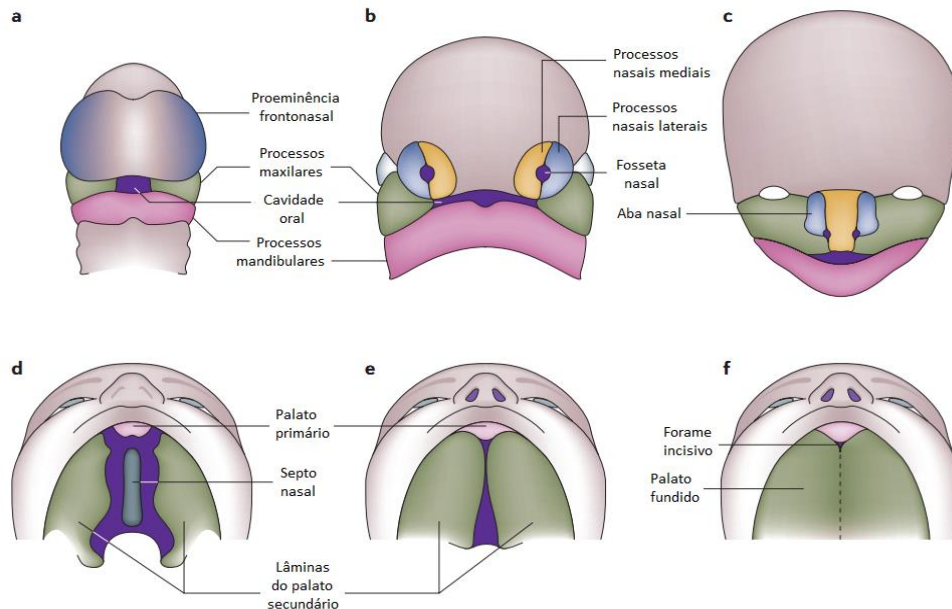 a
b
c
Proeminência
frontonasal
Processos
maxilares
Cavidade
oral
Processos
mandibulares
Processos
nasais mediais
Processos
nasais laterais
Fosseta
nasal
Aba nasal
d
e
f
Palato
primário
Septo
nasal
Lâminas
do palato
secundário
Forame
incisivo
Palato
fundido